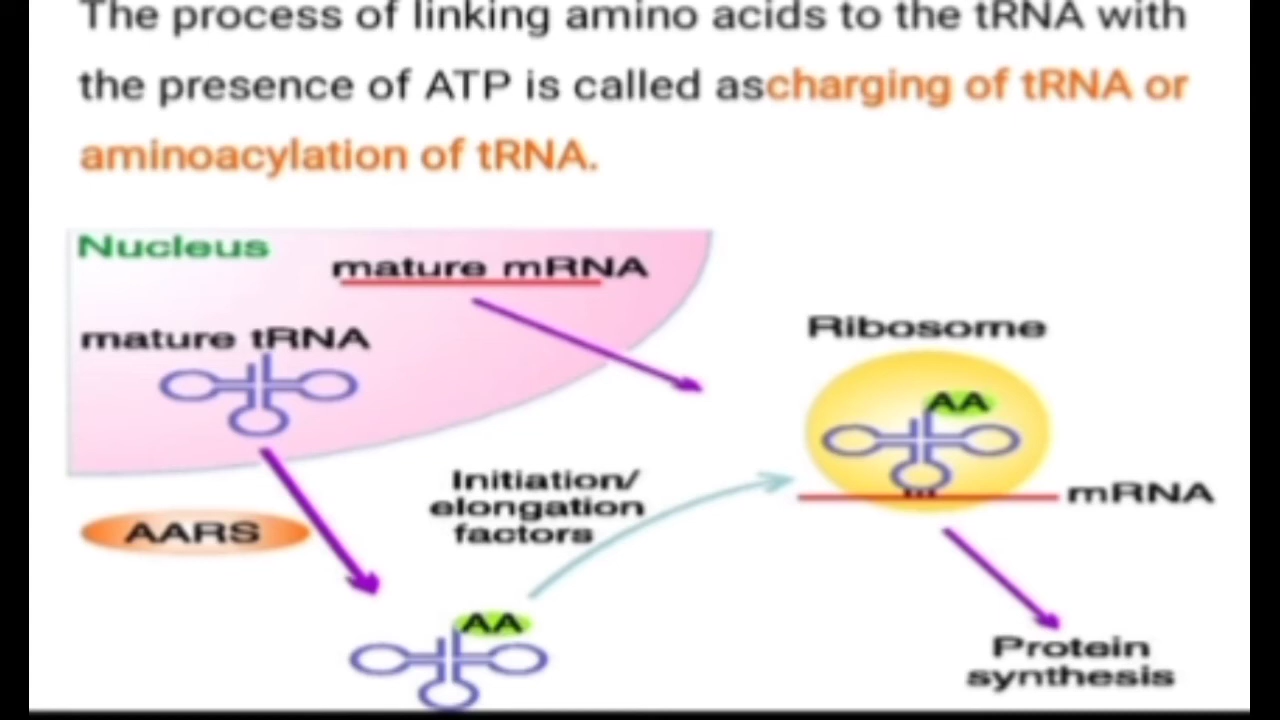 The process of linking amino acids to the tRNA with
the presence of ATP is called ascharging of tRNA or
aminoacylation of tRNA.
Nucleus
mature mRNA
mature tRNA
Ribosome
AA
Initiation/
elongation
factors
mRNA
AARS
AA
Protein
synthesis